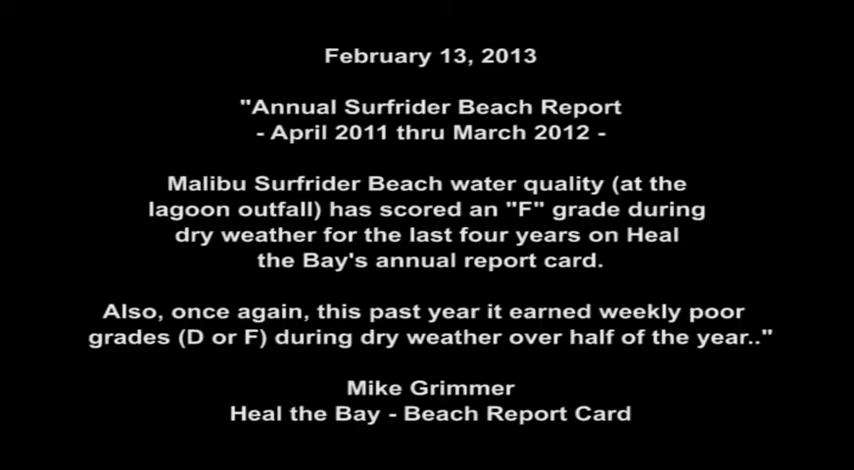 February 13, 2013
"Annual Surfrider Beach Report
- April 2011 thru March 2012 -
Malibu Surfrider Beach water quality (at the
lagoon outfall) has scored an "F" grade during
dry weather for the last four years on Heal
the Bay's annual report card.
Also, once again, this past year it earned weekly poor
grades (D or F) during dry weather over half of the year.."
Mike Grimmer
Heal the Bay - Beach Report Card